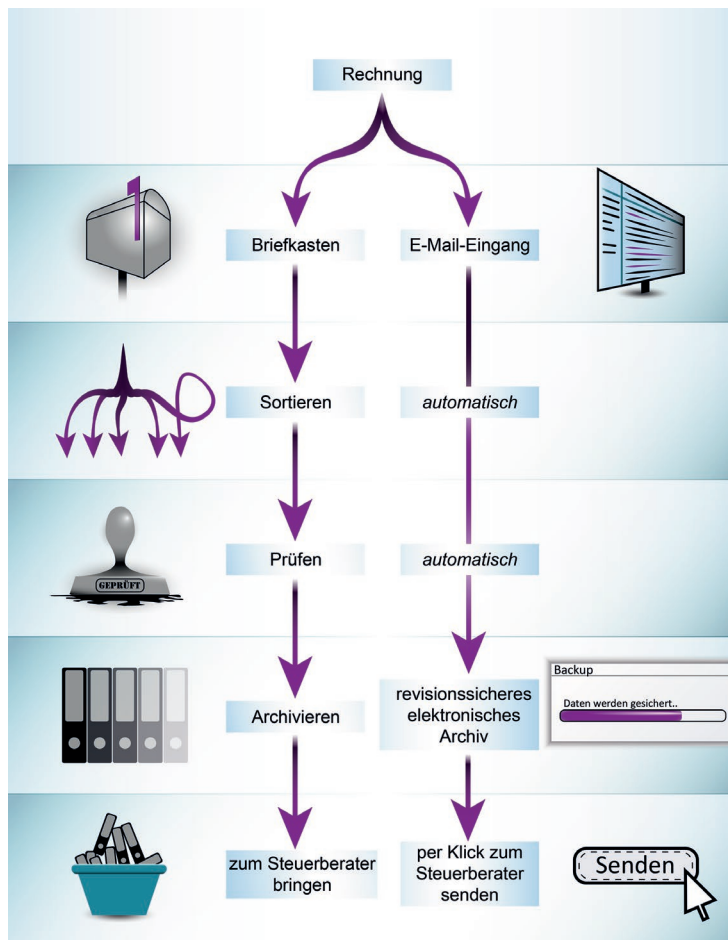 Rechnung
Briefkasten
E-Mail-Eingang
Sortieren
automatisch
GEPRÜFT
Prüfen
automatisch
Archivieren
revisionssicheres
elektronisches
Archiv
Backup
Daten werden gesichert..
zum Steuerberater
bringen
per Klick zum
Steuerberater
senden
Senden